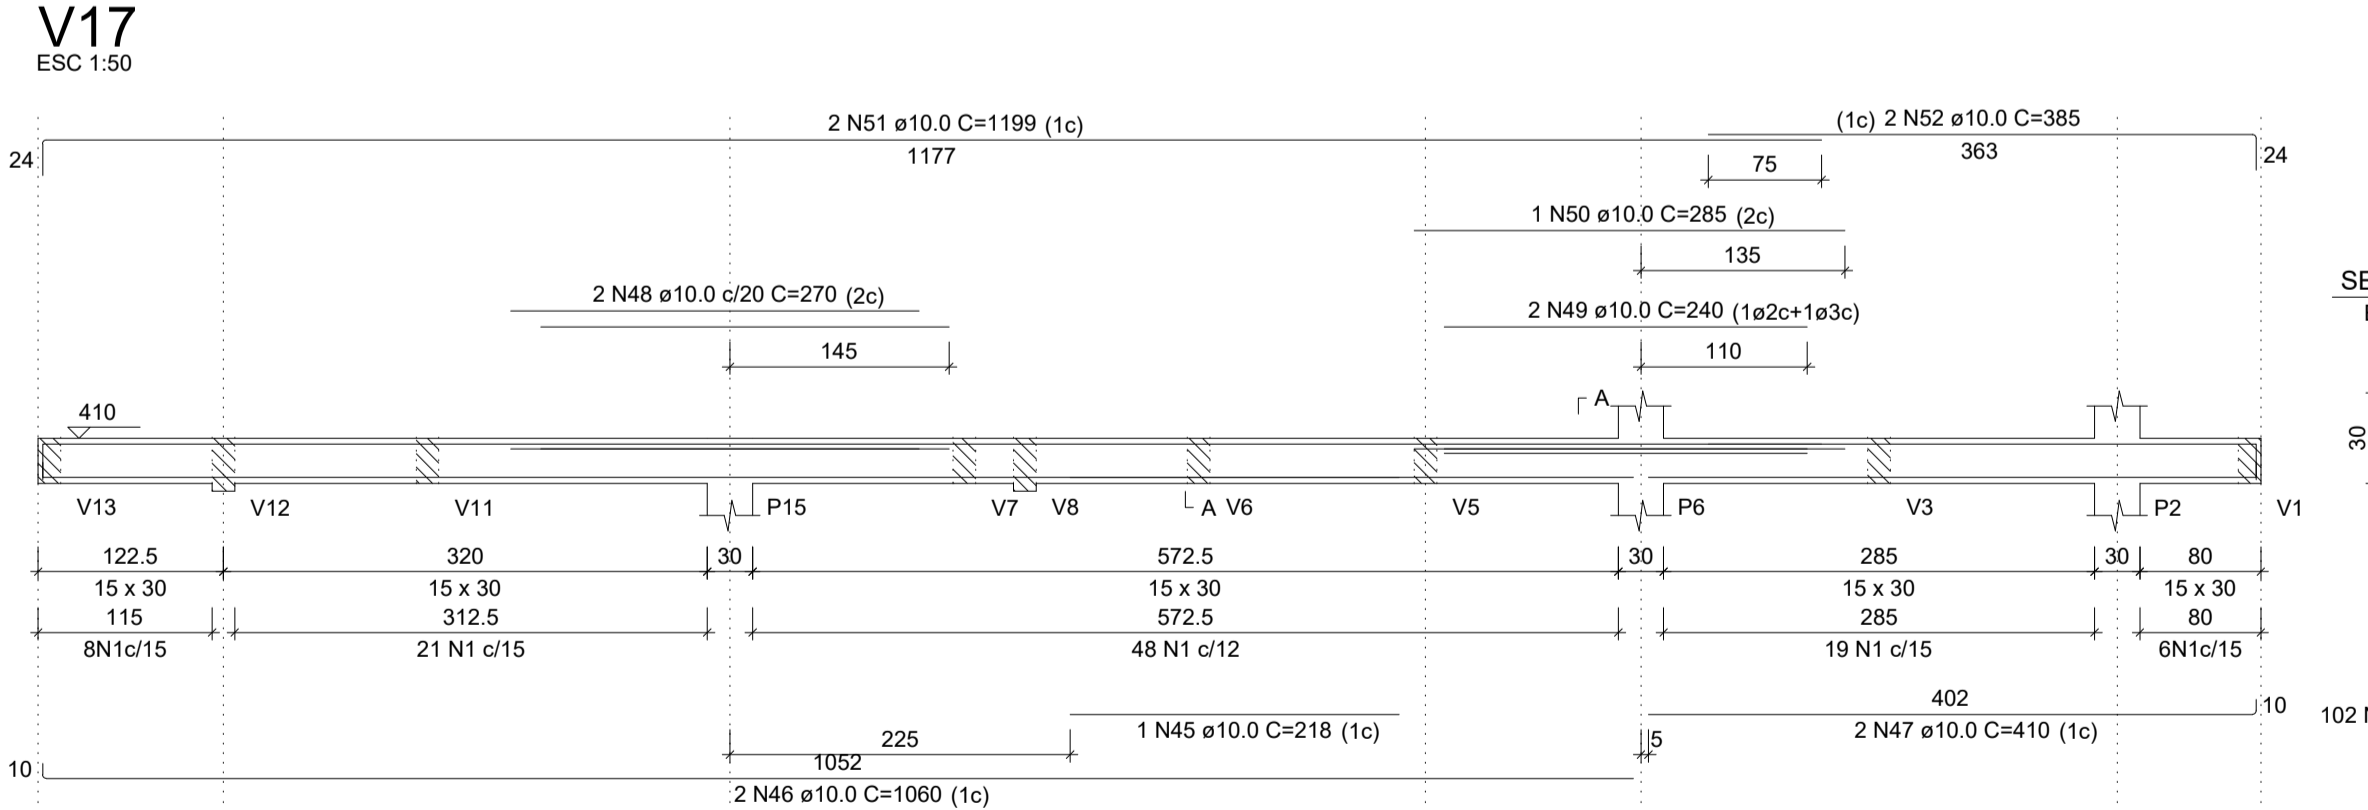 V17
ESC 1:50
2 N51 ø10.0 C=1199 (1c)
(1c) 2 N52 ø10.0 C=385
24
1177
363
24
75
1 N50 ø10.0 C=285 (2c)
135
2 N48 ø10.0 c/20 C=270 (2c)
2 N49 ø10.0 C=240 (1ø2c+1ø3c)
145
110
SE
410
A
30
V13 V12 V11 P15 V7 V8 A V6 V5 P6 V3 P2 V1
122.5 320 30 572.5 30 285 30 80
15 x 30 15 x 30 15 x 30 15 x 30 15 x 30
115 312.5 572.5 285 80
8N1c/15 21 N1 c/15 48 N1 c/12 19 N1 c/15 6N1c/15
402
10
1 N45 ø10.0 C=218 (1c)
2 N47 ø10.0 C=410 (1c)
102
225
5
1052
10
2 N46 ø10.0 C=1060 (1c)